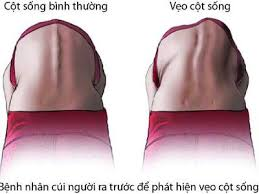 Cột sống bình thường
Vẹo cột sống
Bệnh nhân cúi người ra trước để phát hiện vẹo cột sống